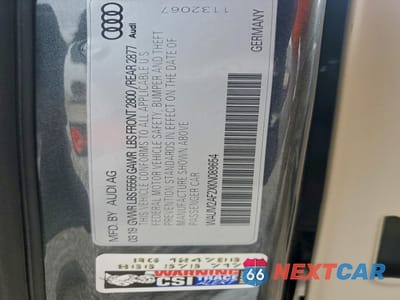 MFD. BY AUDI AG
03/19 GVWR LBS 5556 GAWR LBS FRONT 2800 / REAR 2877
THIS VEHICLE CONFORMS TO ALL APPLICABLE U.S.
FEDERAL MOTOR VEHICLE SAFETY, BUMPER AND THEFT
PREVENTION STANDARDS IN EFFECT ON THE DATE OF
MANUFACTURE SHOWN ABOVE
PASSENGER CAR
WAUM2AF2XKN089654
GERMANY
Audi
1132067
WARNING
CSI
66 NEXTCAR